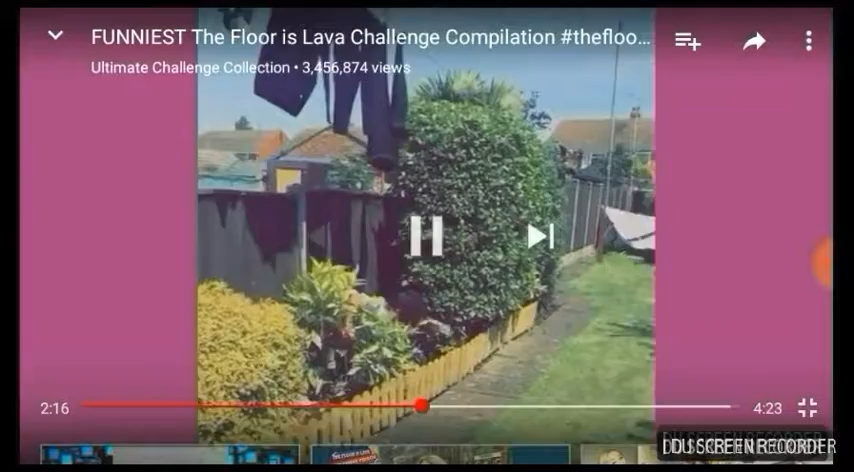 FUNNIEST The Floor is Lava Challenge Compilation #thefloo...
Ultimate Challenge Collection • 3,456,874 views
2:16
4:23
DU SCREEN RECORDER